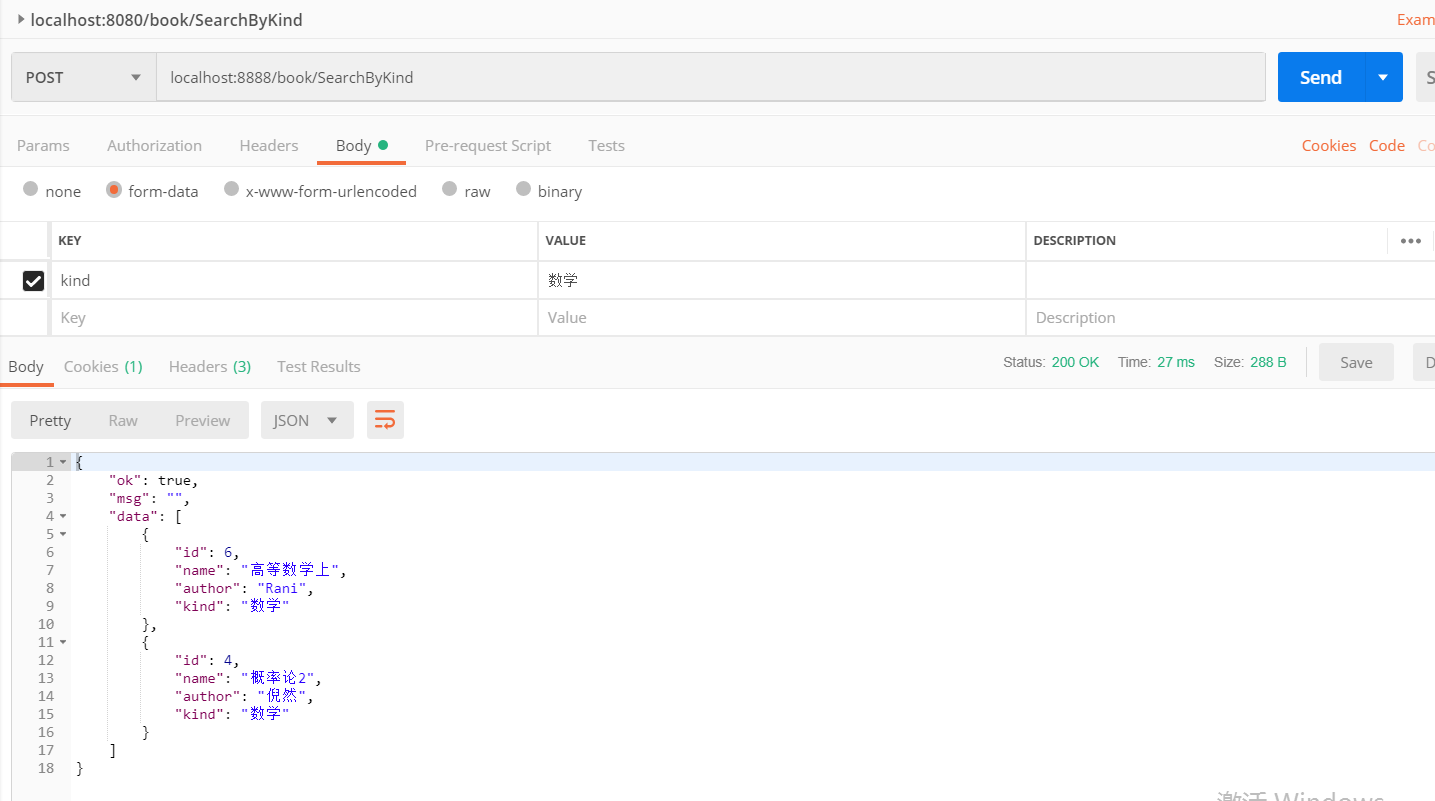 localhost:8080/book/SearchByKind Exam
POST localhost:8888/book/SearchByKind Send S
Params Authorization Headers Body Pre-request Script Tests Cookies Code Co
none form-data x-www-form-urlencoded raw binary
KEY VALUE DESCRIPTION
kind 数学
Key Value Description
Body Cookies (1) Headers (3) Test Results Status: 200 OK Time: 27 ms Size: 288 B Save D
Pretty Raw Preview JSON
1 {
2 "ok": true,
3 "msg": "",
4 "data": [
5 {
6 "id": 6,
7 "name": "高等数学上",
8 "author": "Rani",
9 "kind": "数学"
10 },
11 {
12 "id": 4,
13 "name": "概率论2",
14 "author": "倪然",
15 "kind": "数学"
16 }
17 ]
18 }
激活 Windows